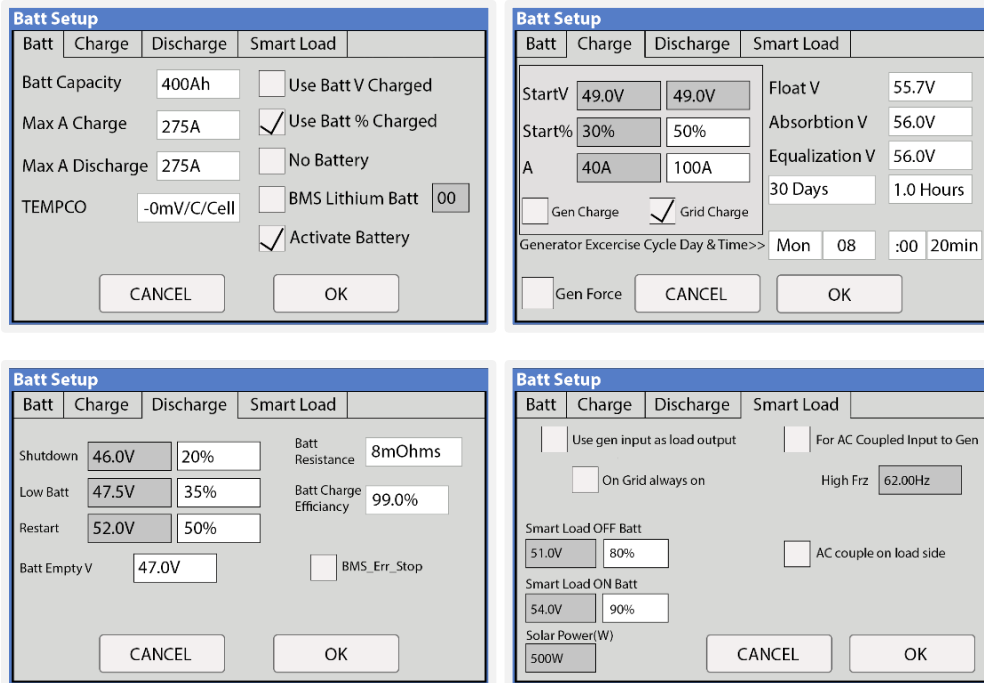 Batt Setup
Batt Charge Discharge Smart Load
Batt Capacity 400Ah Use Batt V Charged
Max A Charge 275A Use Batt % Charged
Max A Discharge 275A No Battery
TEMPCO -0mV/C/Cell BMS Lithium Batt 00
Activate Battery
CANCEL OK
Batt Setup
Batt Charge Discharge Smart Load
StartV 49.0V 49.0V Float V 55.7V
Start% 30% 50% Absorbtion V 56.0V
A 40A 100A Equalization V 56.0V
30 Days 1.0 Hours
Gen Charge Grid Charge
Generator Excercise Cycle Day & Time>> Mon 08 :00 20min
Gen Force CANCEL OK
Batt Setup
Batt Charge Discharge Smart Load
Shutdown 46.0V 20% Batt Resistance 8mOhms
Low Batt 47.5V 35% Batt Charge Efficiancy 99.0%
Restart 52.0V 50%
Batt Empty V 47.0V BMS_Err_Stop
CANCEL OK
Batt Setup
Batt Charge Discharge Smart Load
Use gen input as load output For AC Coupled Input to Gen
On Grid always on High Frz 62.00Hz
Smart Load OFF Batt
51.0V 80% AC couple on load side
Smart Load ON Batt
54.0V 90%
Solar Power(W)
500W CANCEL OK